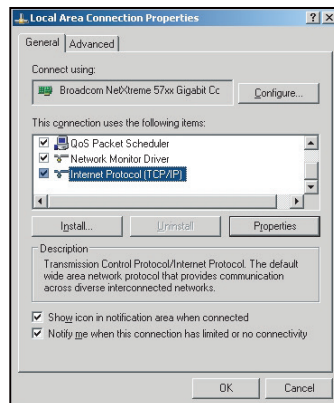 Local Area Connection Properties
General
Advanced
Connect using:
Broadcom NetXtreme 57xx Gigabit Cc
Configure...
This connection uses the following items:
QoS Packet Scheduler
Network Monitor Driver
Internet Protocol (TCP/IP)
Install...
Uninstall
Properties
Description
Transmission Control Protocol/Internet Protocol. The default
wide area network protocol that provides communication
across diverse interconnected networks.
Show icon in notification area when connected
Notify me when this connection has limited or no connectivity
OK
Cancel